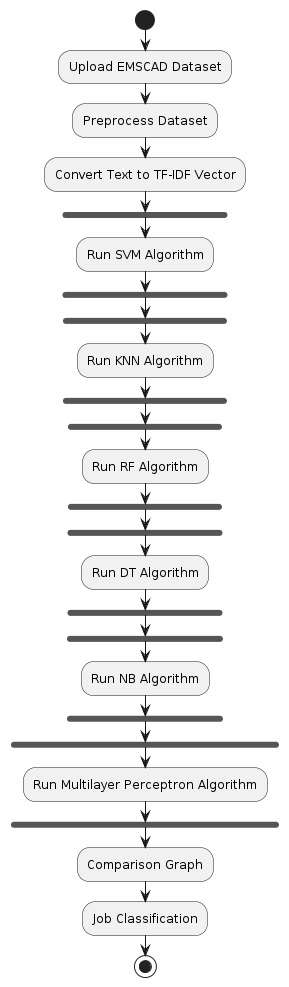 Upload EMSCAD Dataset
Preprocess Dataset
Convert Text to TF-IDF Vector
Run SVM Algorithm
Run KNN Algorithm
Run RF Algorithm
Run DT Algorithm
Run NB Algorithm
Run Multilayer Perceptron Algorithm
Comparison Graph
Job Classification